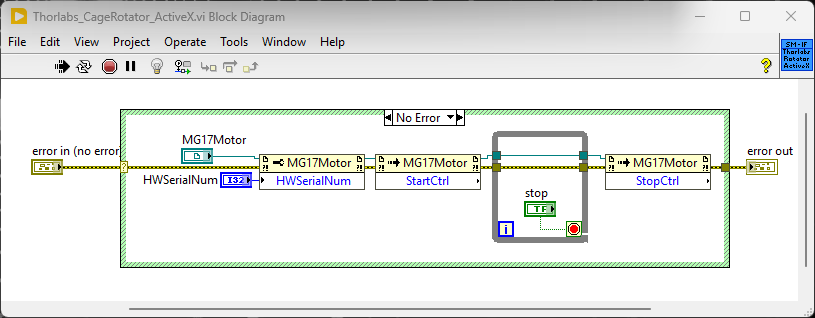 Thorlabs_CageRotator_ActiveX.vi Block Diagram
File Edit View Project Operate Tools Window Help
SM-IF
Thorlabs
Rotator
ActiveX
No Error
error in (no error
MG17Motor
MG17Motor
HWSerialNum
I32
HWSerialNum
MG17Motor
StartCtrl
stop
TF
i
MG17Motor
StopCtrl
error out